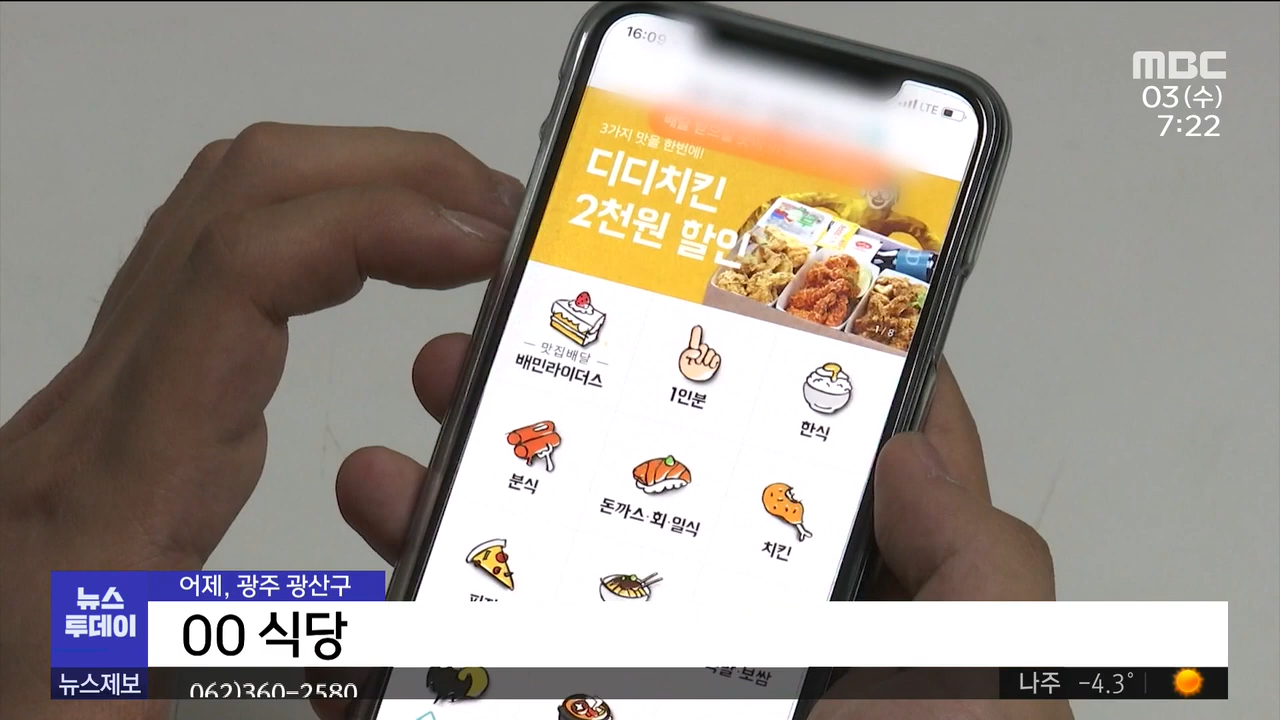 16:09
LTE
MBC
03(수)
7:22
3가지 맛을 한번에!
디디치킨
2천원 할인
1/8
맛집배달
배민라이더스
1인분
한식
분식
돈까스·회·일식
치킨
어제, 광주 광산구
뉴스
투데이
00 식당
뉴스제보
062)360-2580
나주 -4.3°